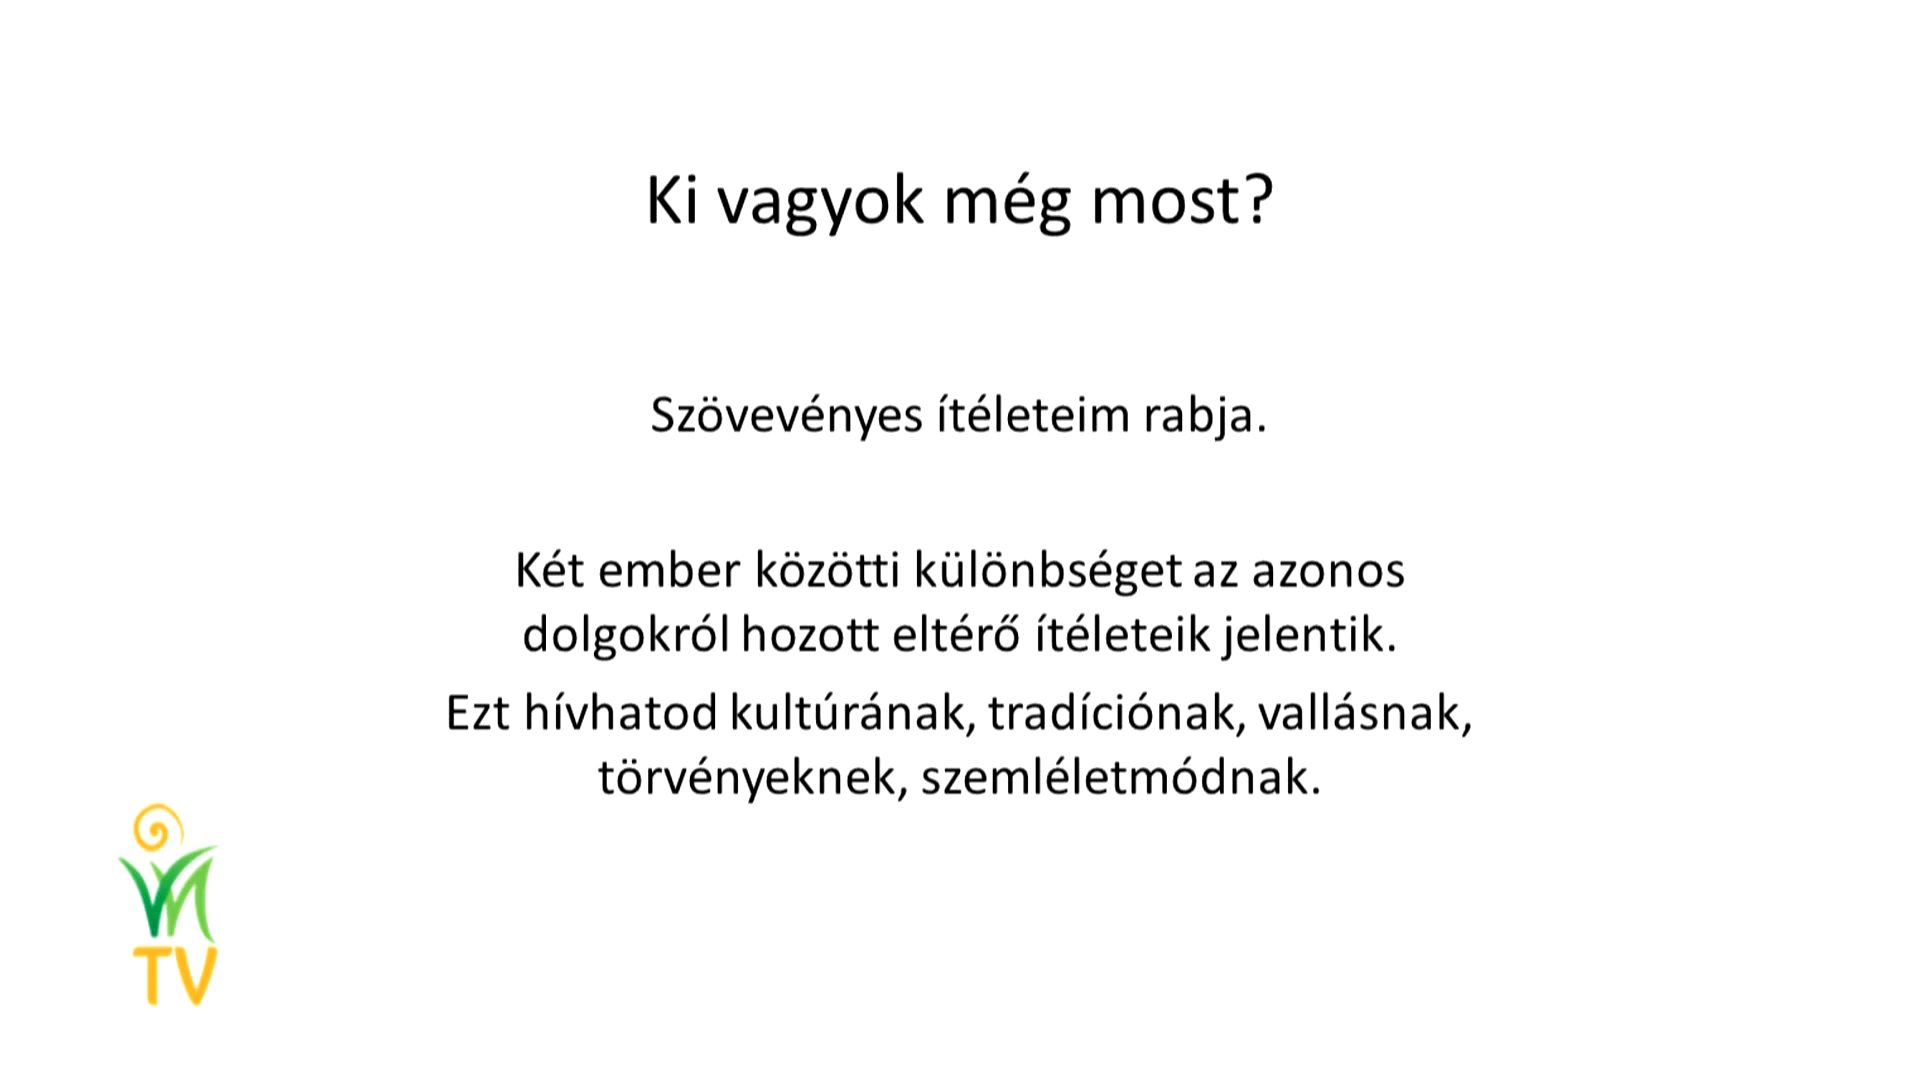 Ki vagyok még most?
Szövevényes ítéleteim rabja.
Két ember közötti különbséget az azonos
dolgokról hozott eltérő ítéleteik jelentik.
Ezt hívhatod kultúrának, tradíciónak, vallásnak,
törvényeknek, szemléletmódnak.
VM
TV